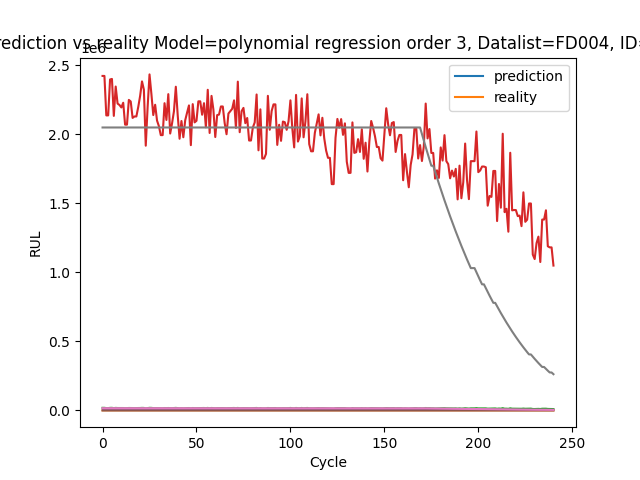 rediction vs reality Model=polynomial regression order 3, Datalist=FD004, ID=
1e6
2.5
2.0
1.5
1.0
0.5
0.0
RUL
prediction
reality
0 50 100 150 200 250
Cycle